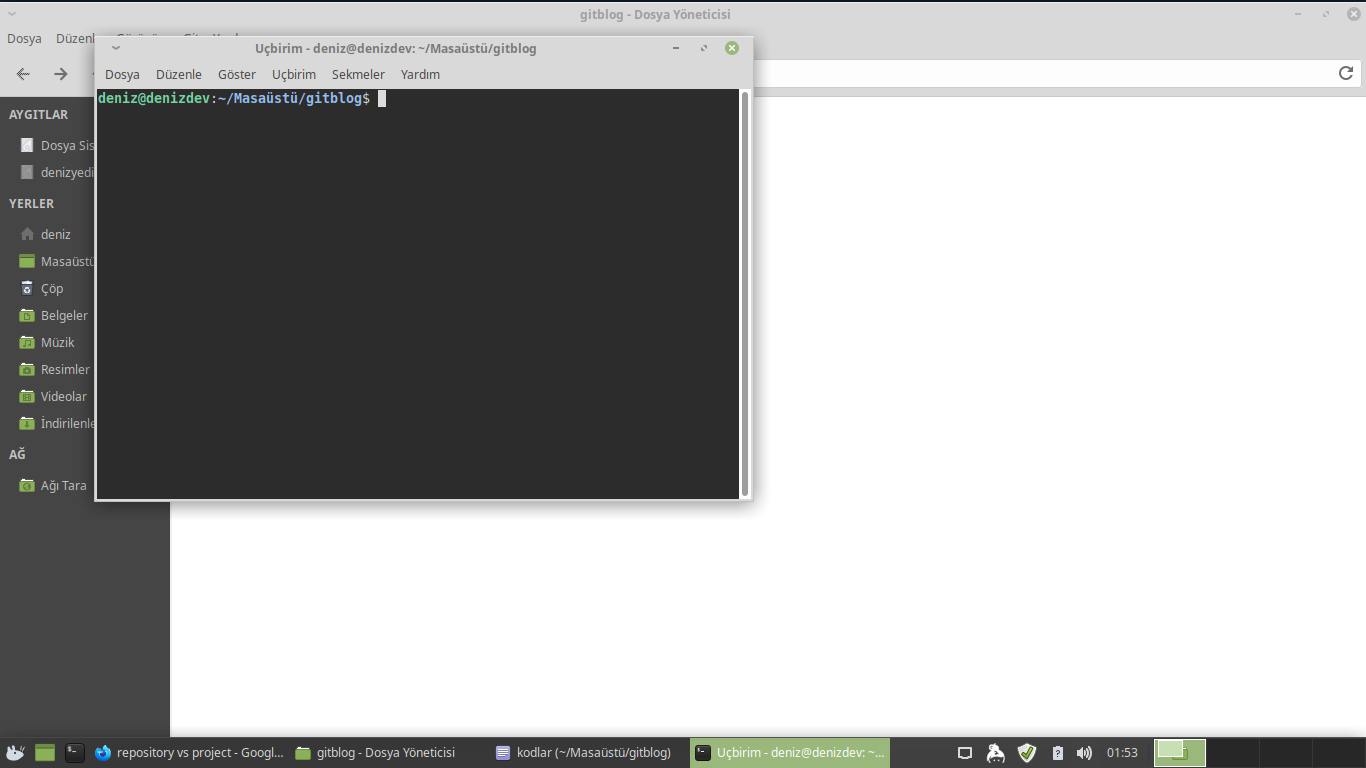 gitblog - Dosya Yöneticisi
Dosya
Uçbirim - deniz@denizdev: ~/Masaüstü/gitblog
Dosya Düzenle Göster Uçbirim Sekmeler Yardım
deniz@denizdev:~/Masaüstü/gitblog$
AYGITLAR
Dosya Sis
denizyedi
YERLER
deniz
Masaüstü
Çöp
Belgeler
Müzik
Resimler
Videolar
İndirilenle
AĞ
Ağı Tara
repository vs project - Googl... gitblog - Dosya Yöneticisi kodlar (~/Masaüstü/gitblog) Uçbirim - deniz@denizdev: ~... 01:53